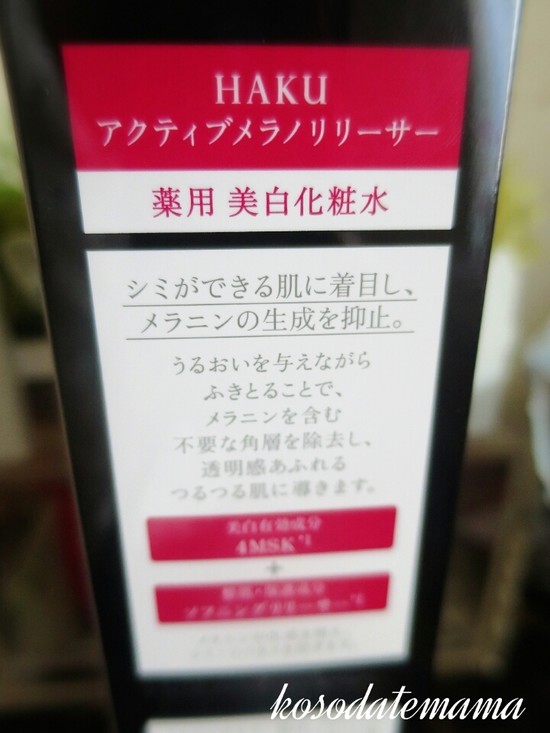 HAKU
アクティブメラノリリーサー
薬用 美白化粧水
シミができる肌に着目し、
メラニンの生成を抑止。
うるおいを与えながら
ふきとることで、
メラニンを含む
不要な角層を除去し、
透明感あふれる
つるつる肌に導きます。
美白有効成分
4MSK*1
+
kosodatemama